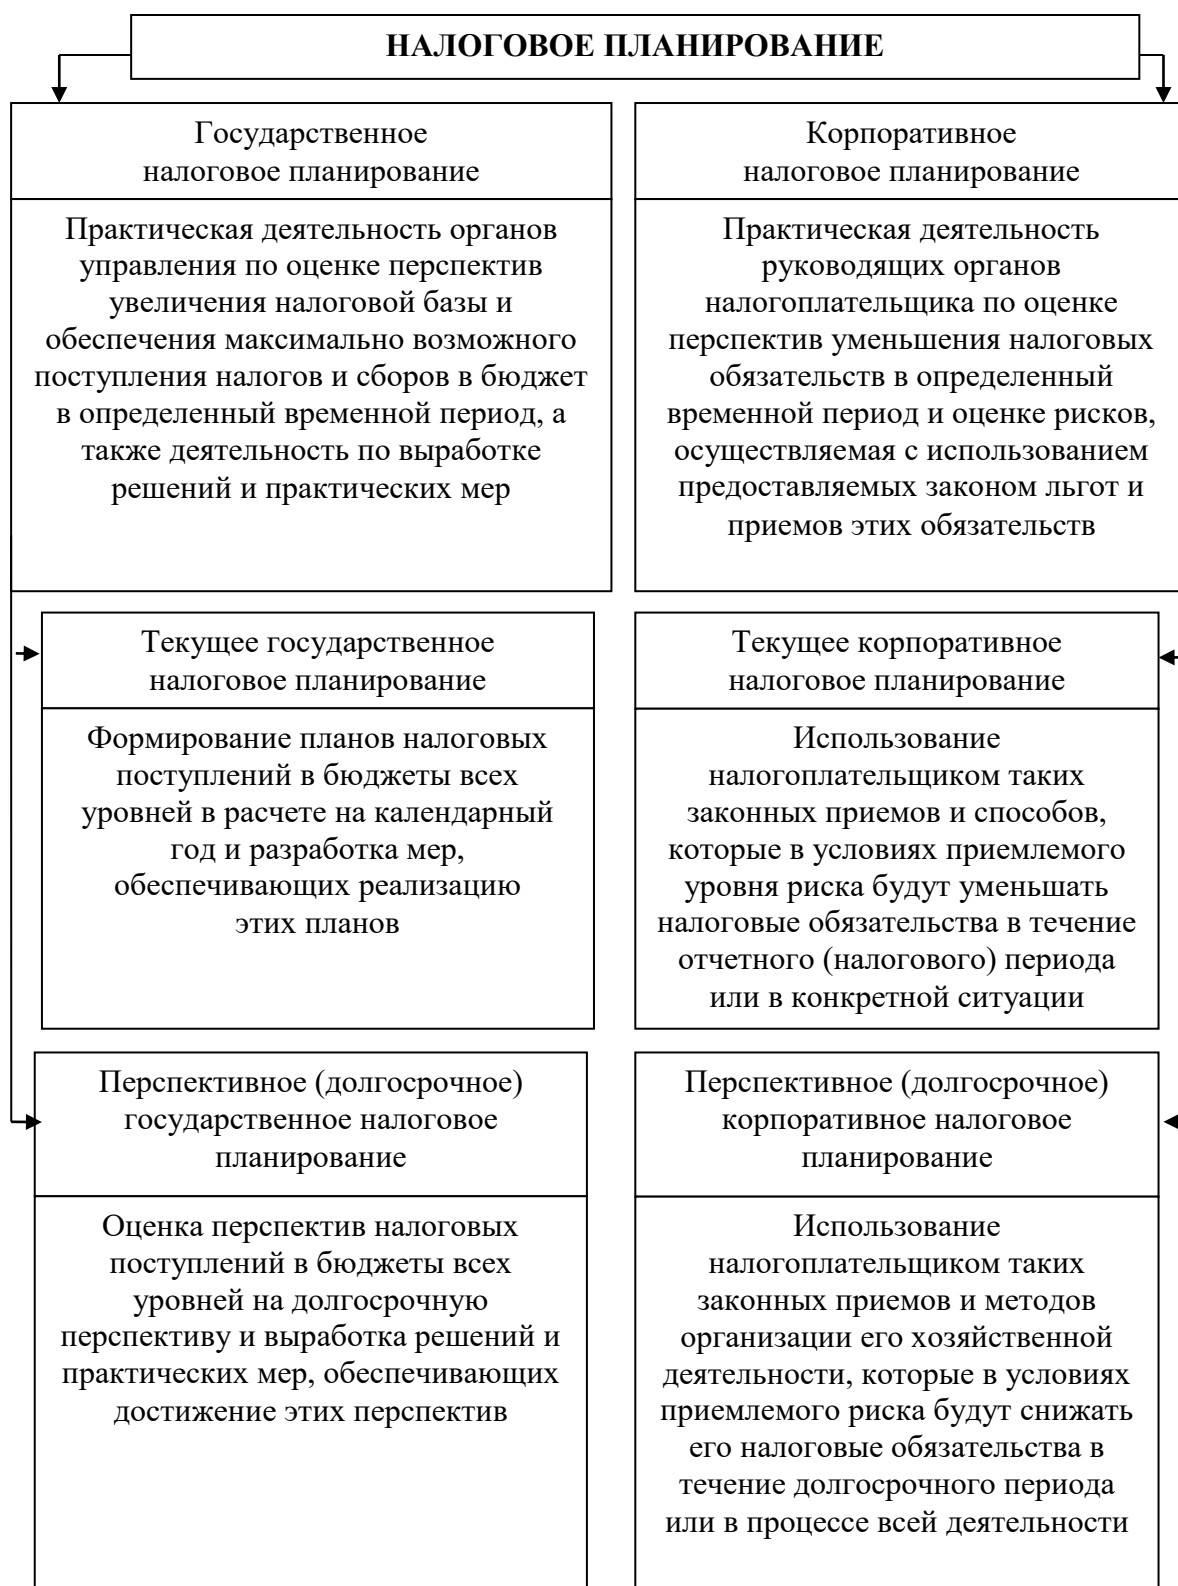 НАЛОГОВОЕ ПЛАНИРОВАНИЕ
Государственное
налоговое планирование
Практическая деятельность органов
управления по оценке перспектив
увеличения налоговой базы и
обеспечения максимально возможного
поступления налогов и сборов в бюджет
в определенный временной период, а
также деятельность по выработке
решений и практических мер
Корпоративное
налоговое планирование
Практическая деятельность
руководящих органов
налогоплательщика по оценке
перспектив уменьшения налоговых
обязательств в определенный
временной период и оценке рисков,
осуществляемая с использованием
предоставляемых законом льгот и
приемов этих обязательств
Текущее государственное
налоговое планирование
Формирование планов налоговых
поступлений в бюджеты всех
уровней в расчете на календарный
год и разработка мер,
обеспечивающих реализацию
этих планов
Текущее корпоративное
налоговое планирование
Использование
налогоплательщиком таких
законных приемов и способов,
которые в условиях приемлемого
уровня риска будут уменьшать
налоговые обязательства в течение
отчетного (налогового) периода
или в конкретной ситуации
Перспективное (долгосрочное)
государственное налоговое
планирование
Оценка перспектив налоговых
поступлений в бюджеты всех
уровней на долгосрочную
перспективу и выработка решений и
практических мер, обеспечивающих
достижение этих перспектив
Перспективное (долгосрочное)
корпоративное налоговое
планирование
Использование
налогоплательщиком таких
законных приемов и методов
организации его хозяйственной
деятельности, которые в условиях
приемлемого риска будут снижать
его налоговые обязательства в
течение долгосрочного периода
или в процессе всей деятельности